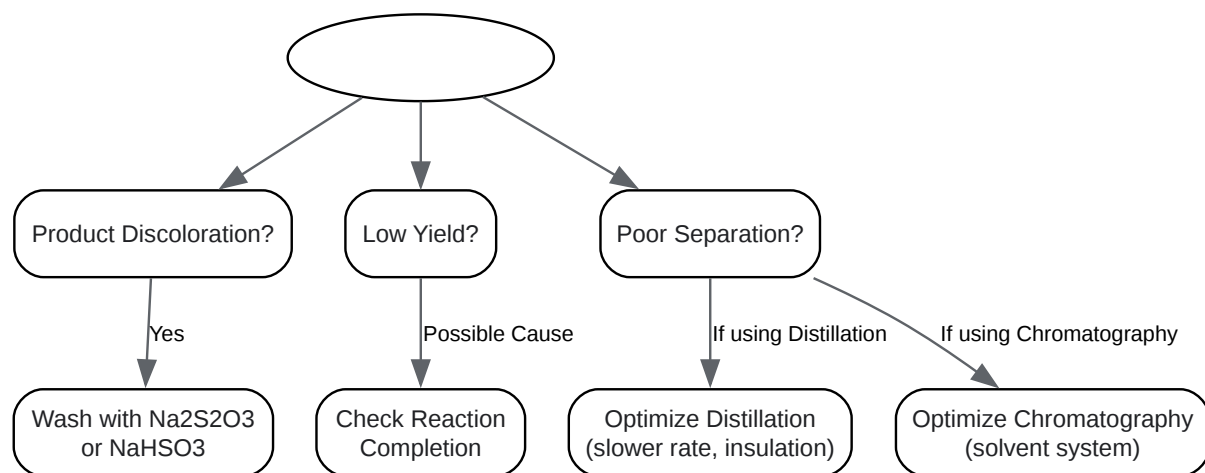 Product Discoloration?
Low Yield?
Poor Separation?
Yes
Possible Cause
If using Distillation
If using Chromatography
Wash with Na2S2O3
or NaHSO3
Check Reaction
Completion
Optimize Distillation
(slower rate, insulation)
Optimize Chromatography
(solvent system)